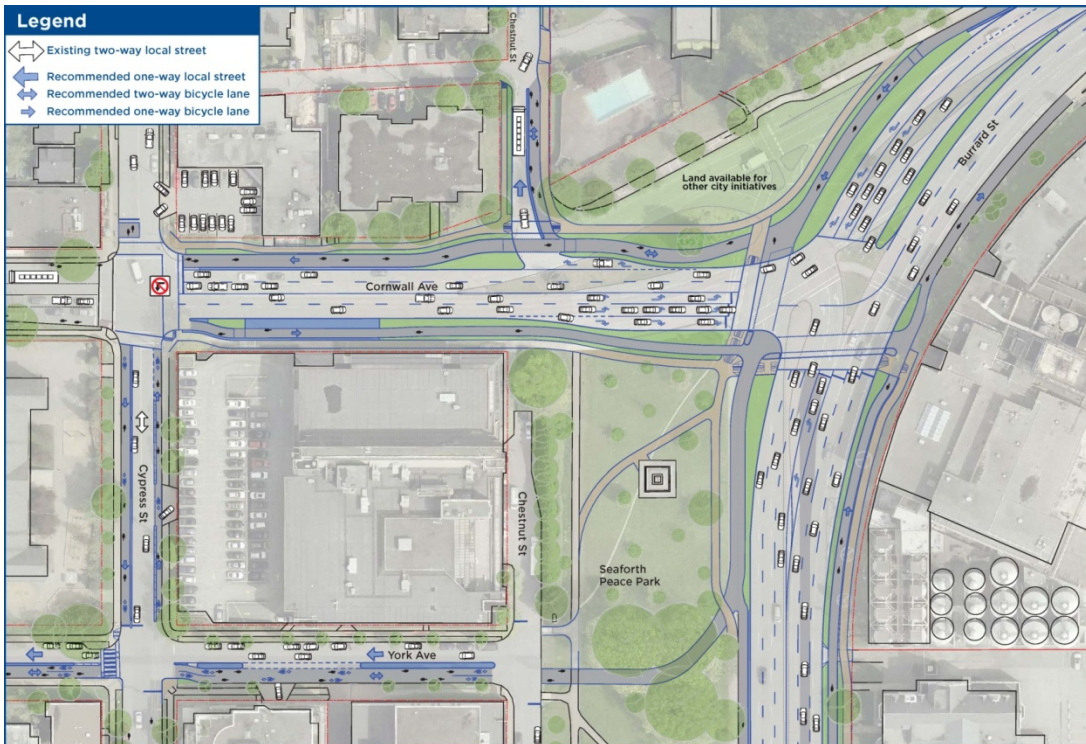 Legend
Existing two-way local street
Recommended one-way local street
Recommended two-way bicycle lane
Recommended one-way bicycle lane
Chestnut St
Land available for
other city initiatives
Burrard St
Cornwall Ave
Cypress St
Chestnut St
Seaforth
Peace Park
York Ave